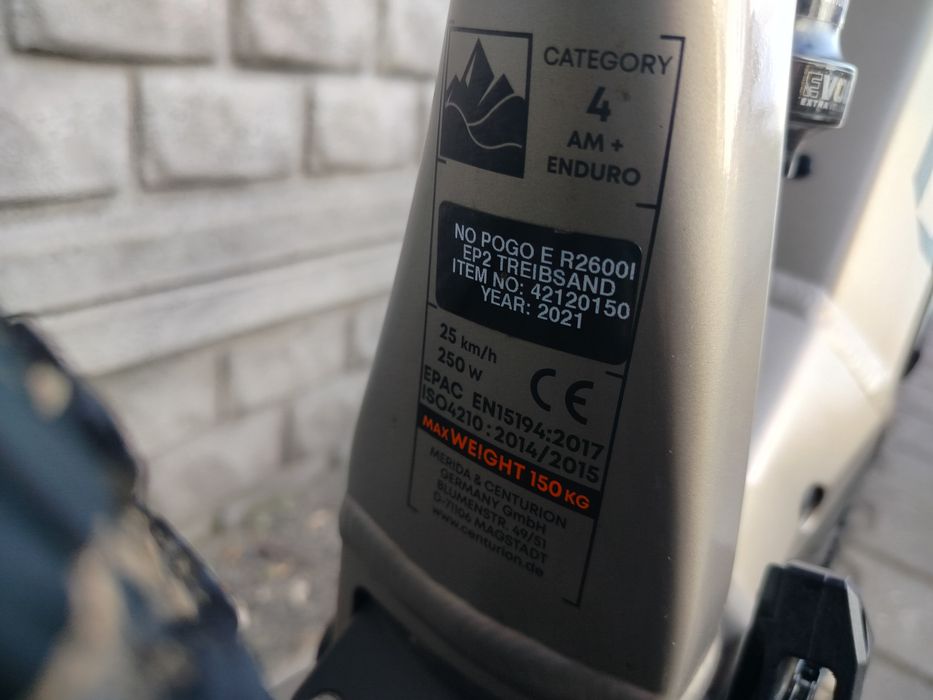 CATEGORY
4
AM +
ENDURO
NO POGO E R2600I
EP2 TREIBSAND
ITEM NO: 42120150
YEAR: 2021
25 km/h
250 W
CE
EPAC EN15194:2017
ISO4210:2014/2015
MAX WEIGHT 150 KG
MERIDA & CENTURION
GERMANY GmbH
BLUMENSTR. 49/51
D-71106 MAGSTADT
www.centurion.de